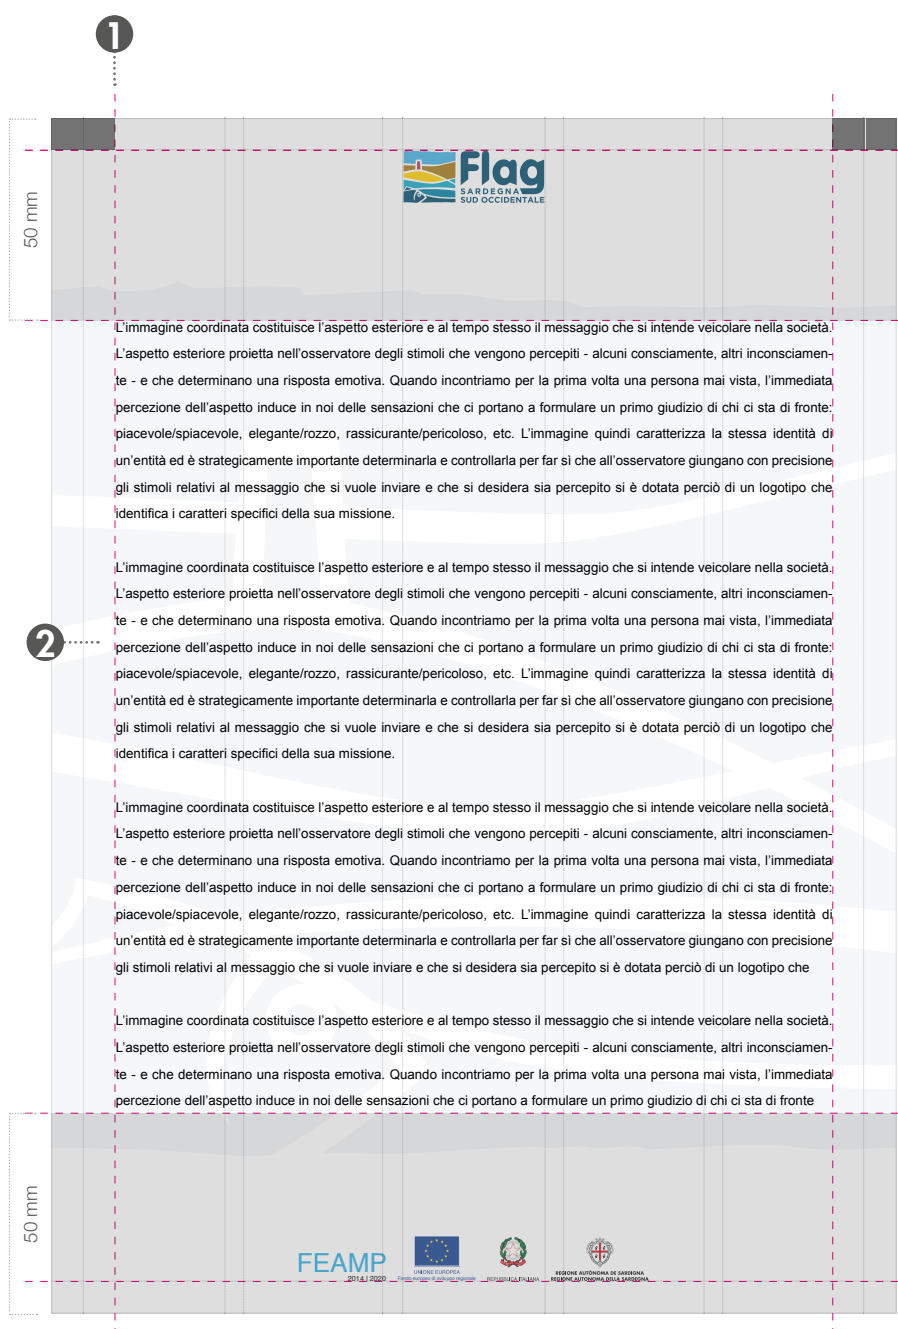 1
50 mm
Flag
SARDEGNA
SUD OCCIDENTALE
L'immagine coordinata costituisce l'aspetto esteriore e al tempo stesso il messaggio che si intende veicolare nella società.
L'aspetto esteriore proietta nell'osservatore degli stimoli che vengono percepiti - alcuni consciamente, altri inconsciamen-
te - e che determinano una risposta emotiva. Quando incontriamo per la prima volta una persona mai vista, l'immediata
percezione dell'aspetto induce in noi delle sensazioni che ci portano a formulare un primo giudizio di chi ci sta di fronte:
piacevole/spiacevole, elegante/rozzo, rassicurante/pericoloso, etc. L'immagine quindi caratterizza la stessa identità di
un'entità ed è strategicamente importante determinarla e controllarla per far sì che all'osservatore giungano con precisione
gli stimoli relativi al messaggio che si vuole inviare e che si desidera sia percepito si è dotata perciò di un logotipo che
identifica i caratteri specifici della sua missione.
L'immagine coordinata costituisce l'aspetto esteriore e al tempo stesso il messaggio che si intende veicolare nella società.
L'aspetto esteriore proietta nell'osservatore degli stimoli che vengono percepiti - alcuni consciamente, altri inconsciamen-
te - e che determinano una risposta emotiva. Quando incontriamo per la prima volta una persona mai vista, l'immediata
2
percezione dell'aspetto induce in noi delle sensazioni che ci portano a formulare un primo giudizio di chi ci sta di fronte:
piacevole/spiacevole, elegante/rozzo, rassicurante/pericoloso, etc. L'immagine quindi caratterizza la stessa identità di
un'entità ed è strategicamente importante determinarla e controllarla per far sì che all'osservatore giungano con precisione
gli stimoli relativi al messaggio che si vuole inviare e che si desidera sia percepito si è dotata perciò di un logotipo che
identifica i caratteri specifici della sua missione.
L'immagine coordinata costituisce l'aspetto esteriore e al tempo stesso il messaggio che si intende veicolare nella società.
L'aspetto esteriore proietta nell'osservatore degli stimoli che vengono percepiti - alcuni consciamente, altri inconsciamen-
te - e che determinano una risposta emotiva. Quando incontriamo per la prima volta una persona mai vista, l'immediata
percezione dell'aspetto induce in noi delle sensazioni che ci portano a formulare un primo giudizio di chi ci sta di fronte:
piacevole/spiacevole, elegante/rozzo, rassicurante/pericoloso, etc. L'immagine quindi caratterizza la stessa identità di
un'entità ed è strategicamente importante determinarla e controllarla per far sì che all'osservatore giungano con precisione
gli stimoli relativi al messaggio che si vuole inviare e che si desidera sia percepito si è dotata perciò di un logotipo che
L'immagine coordinata costituisce l'aspetto esteriore e al tempo stesso il messaggio che si intende veicolare nella società.
L'aspetto esteriore proietta nell'osservatore degli stimoli che vengono percepiti - alcuni consciamente, altri inconsciamen-
te - e che determinano una risposta emotiva. Quando incontriamo per la prima volta una persona mai vista, l'immediata
percezione dell'aspetto induce in noi delle sensazioni che ci portano a formulare un primo giudizio di chi ci sta di fronte
50 mm
FEAMP
2014 | 2020
UNIONE EUROPEA
Fondo europeo di sviluppo regionale
REPUBBLICA ITALIANA
REGIONE AUTÒNOMA DE SARDIGNA
REGIONE AUTONOMA DELLA SARDEGNA